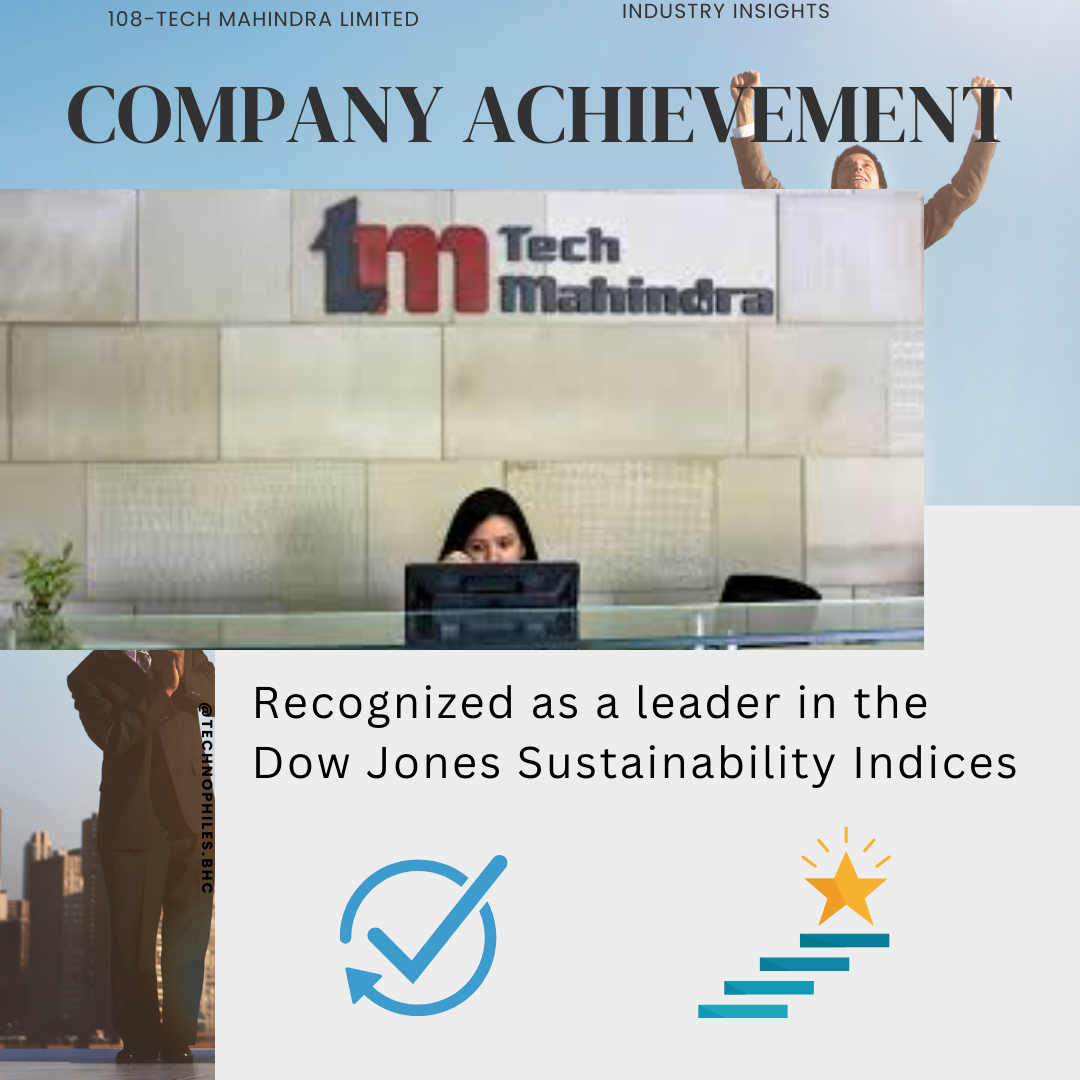 108-TECH MAHINDRA LIMITED
INDUSTRY INSIGHTS
COMPANY ACHIEVEMENT
tm
Tech
Mahindra
Recognized as a leader in the
Dow Jones Sustainability Indices
@TECHNOPHILES.BHC